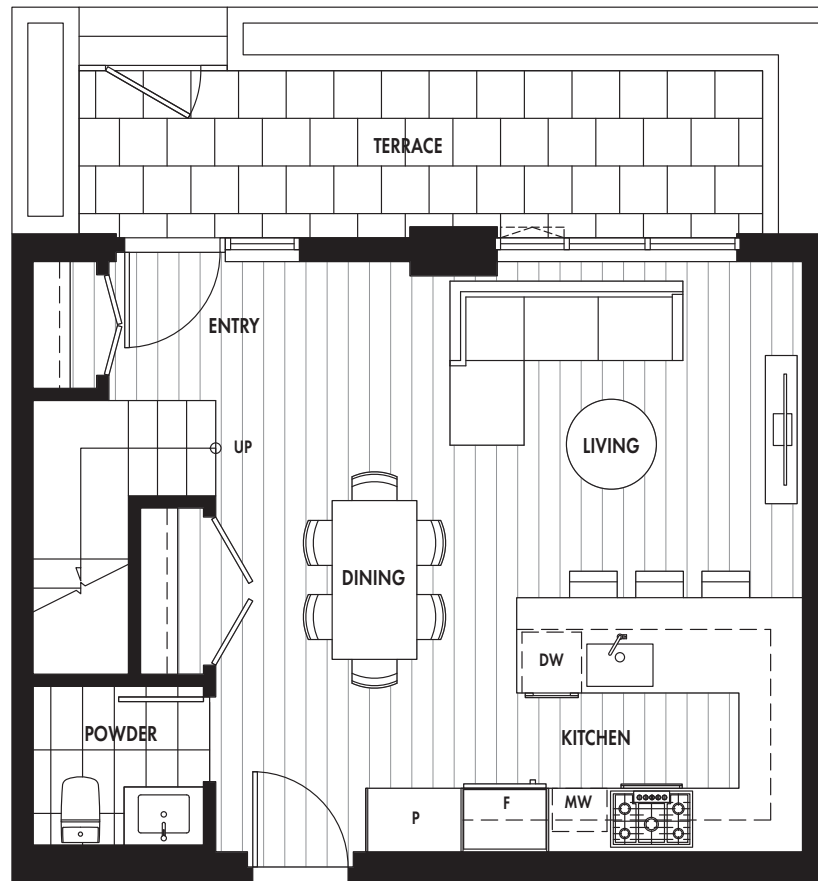 TERRACE
ENTRY
UP
LIVING
DINING
DW
POWDER
KITCHEN
P
F
MW